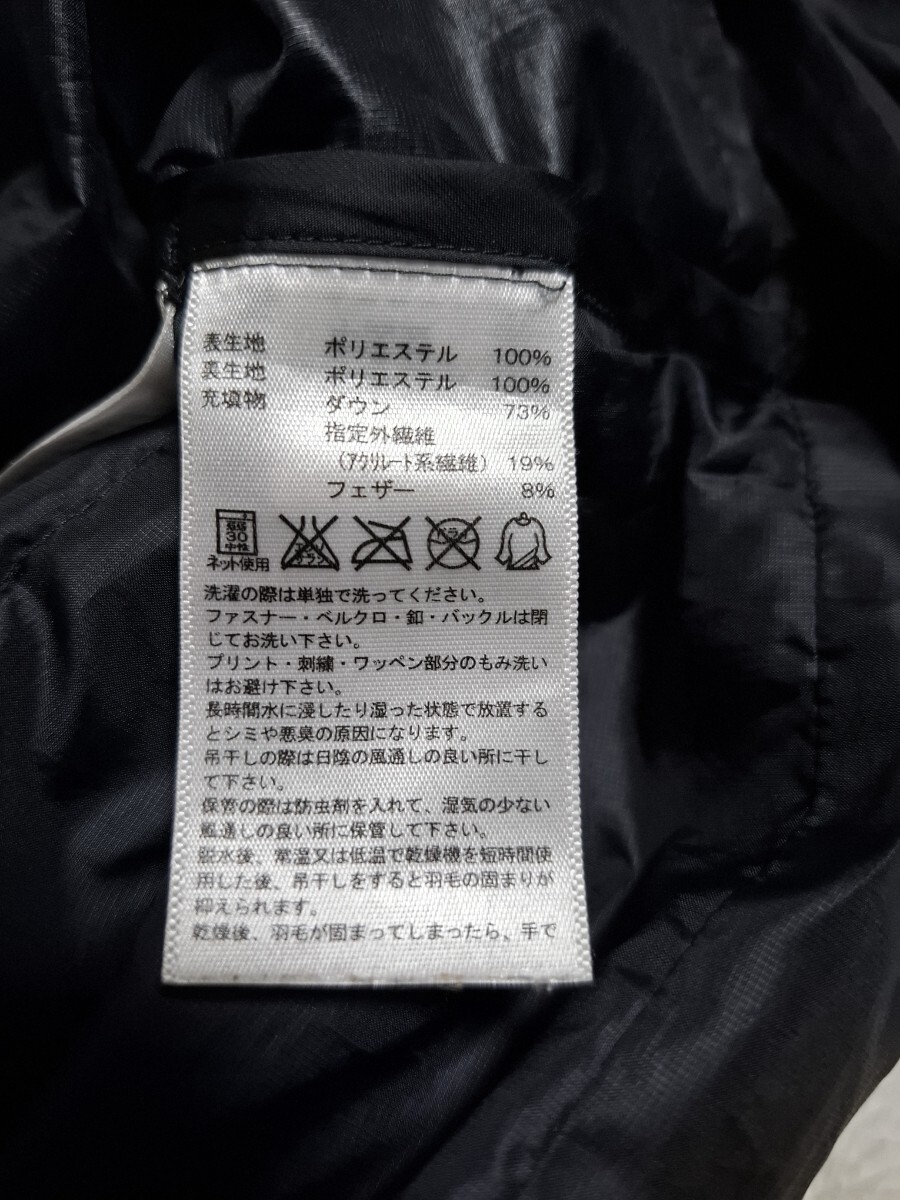 表生地 ポリエステル 100%
裏生地 ポリエステル 100%
充填物 ダウン 73%
指定外繊維
(アクリレート系繊維) 19%
フェザー 8%
弱
30
中性
ネット使用
エンソ
サラシ
ドライ
洗濯の際は単独で洗ってください。
ファスナー・ベルクロ・釦・バックルは閉
じてお洗い下さい。
プリント・刺繍・ワッペン部分のもみ洗い
はお避け下さい。
長時間水に浸したり湿った状態で放置する
とシミや悪臭の原因になります。
吊干しの際は日陰の風通しの良い所に干し
て下さい。
保管の際は防虫剤を入れて、湿気の少ない
風通しの良い所に保管して下さい。
脱水後、常温又は低温で乾燥機を短時間使
用した後、吊干しをすると羽毛の固まりが
抑えられます。
乾燥後、羽毛が固まってしまったら、手で